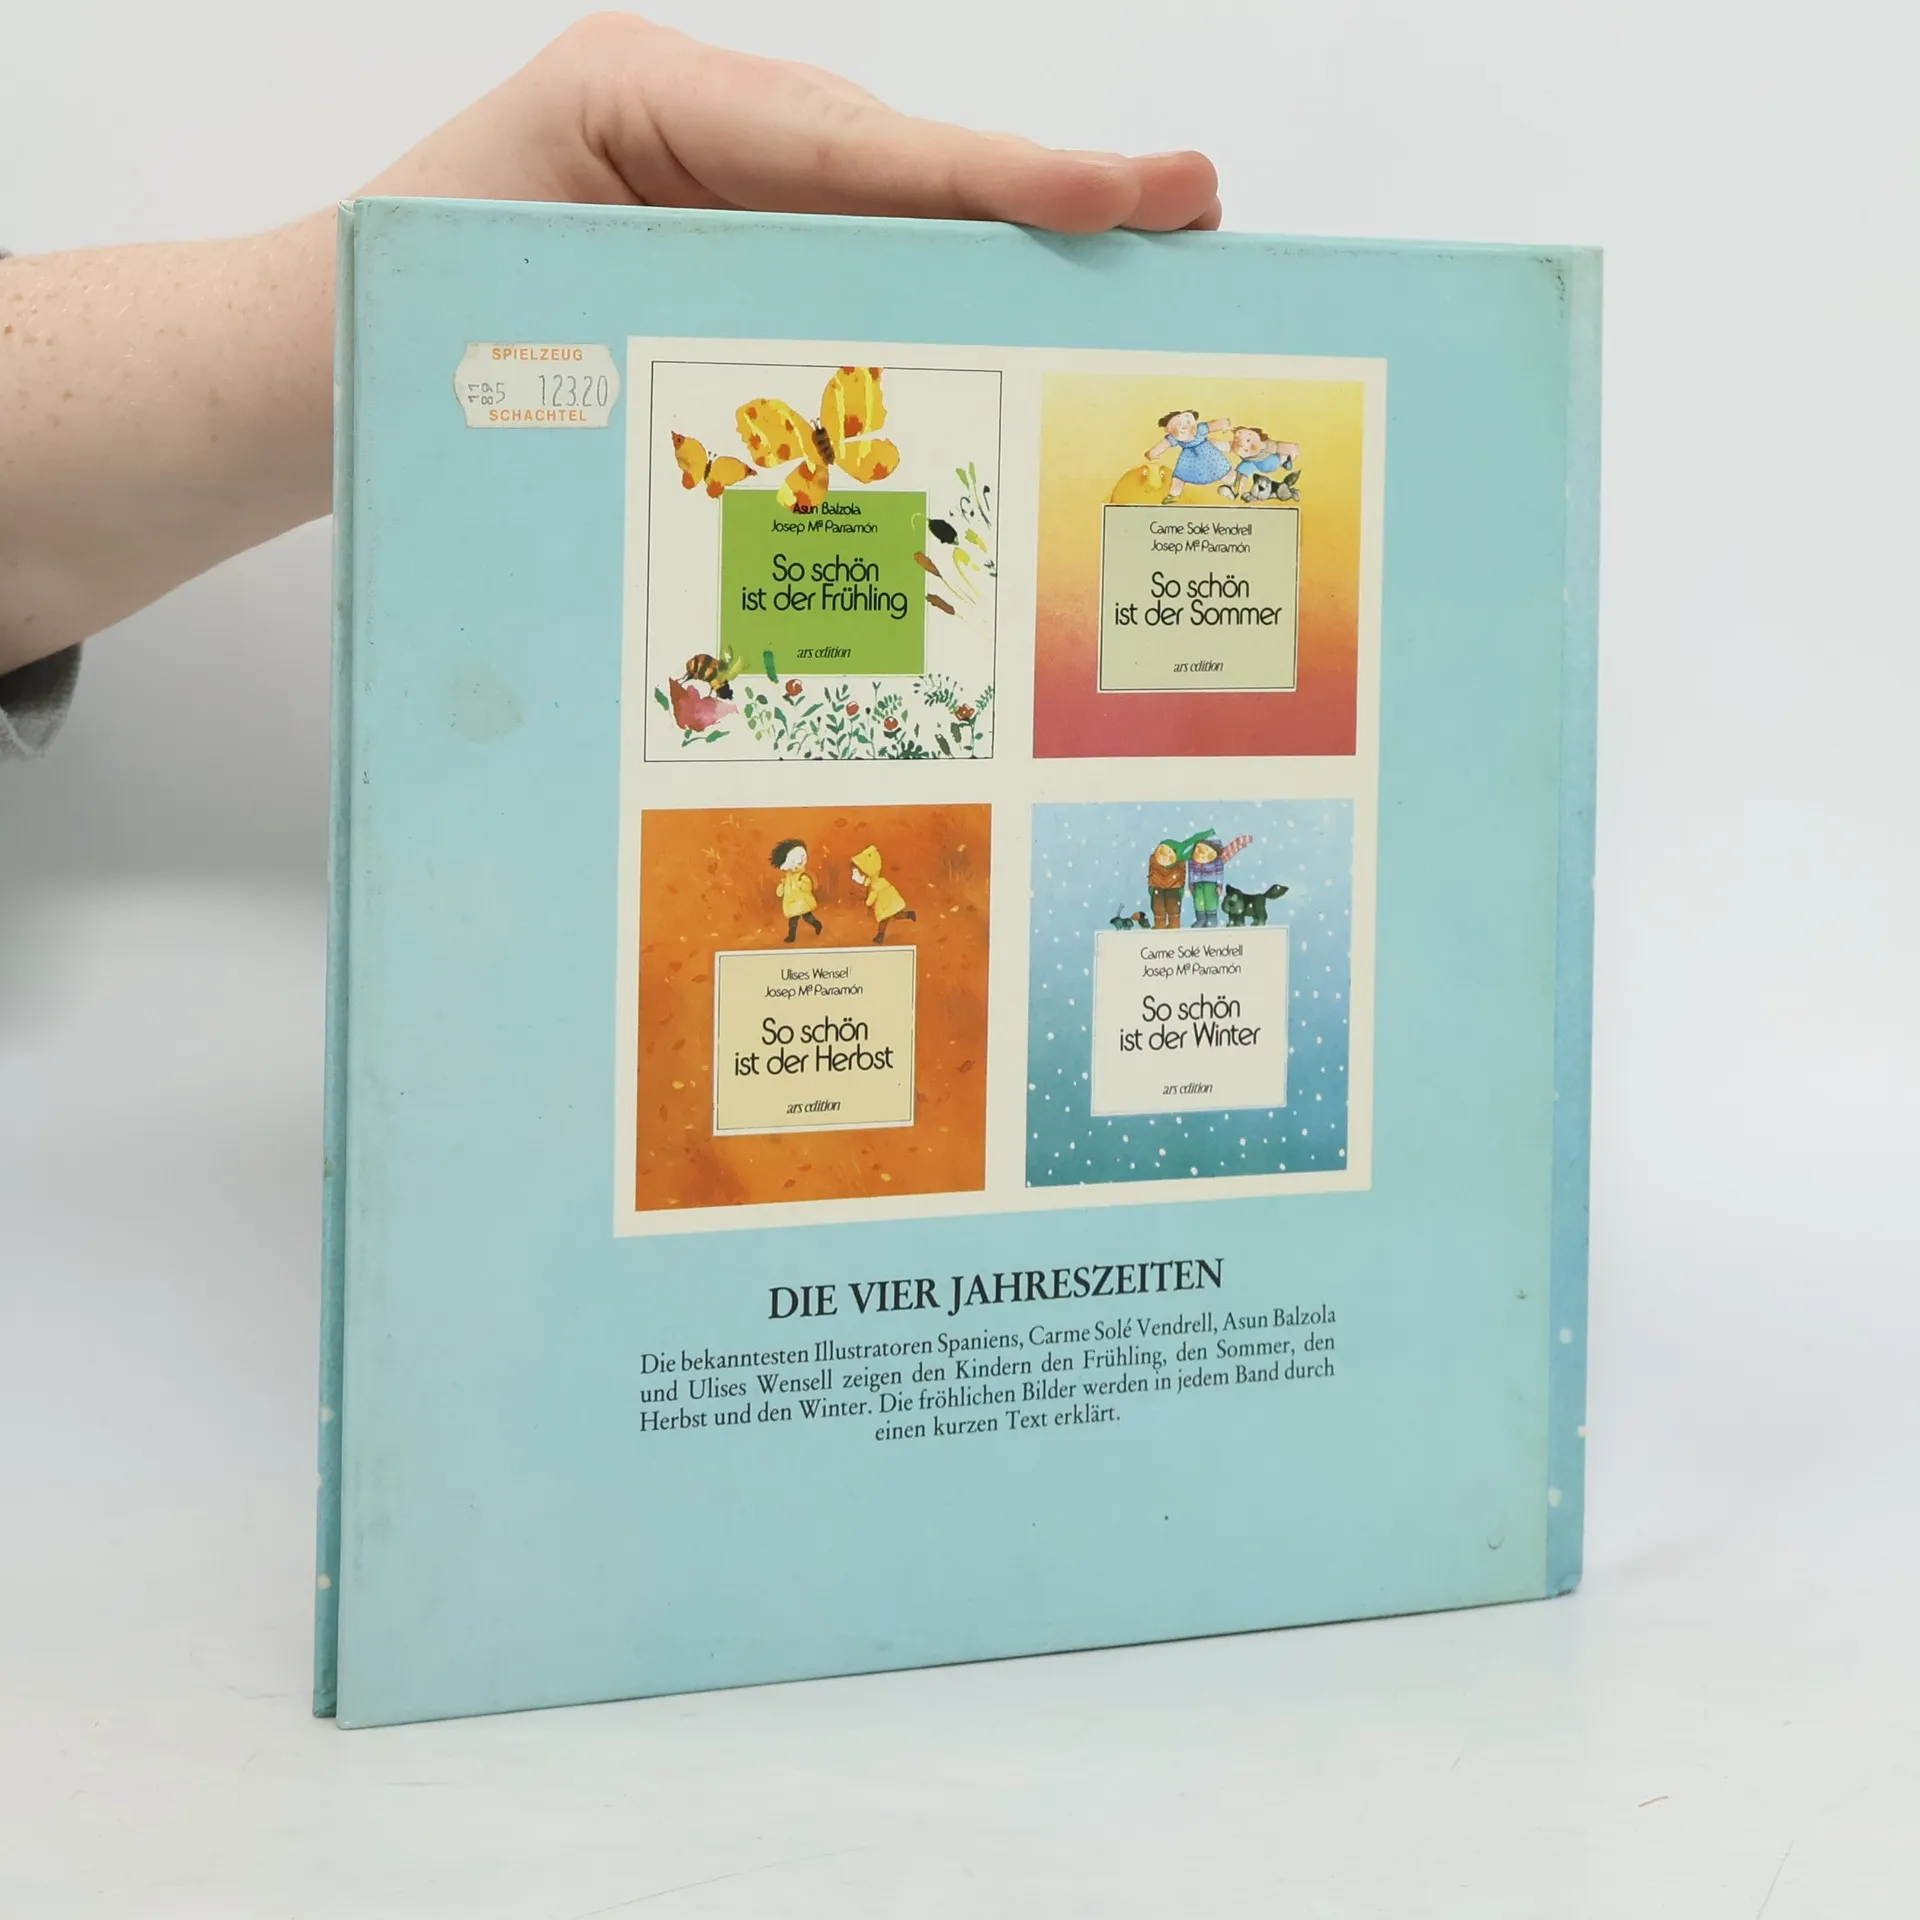 SPIELZEUG
5 123.20
SCHACHTEL
Asun Balzola
Josep Mª Parramón
So schön
ist der Frühling
ars edition
Carme Solé Vendrell
Josep Mª Parramón
So schön
ist der Sommer
ars edition
Ulises Wensel
Josep Mª Parramón
So schön
ist der Herbst
ars edition
Carme Solé Vendrell
Josep Mª Parramón
So schön
ist der Winter
ars edition
DIE VIER JAHRESZEITEN
Die bekanntesten Illustratoren Spaniens, Carme Solé Vendrell, Asun Balzola
und Ulises Wensell zeigen den Kindern den Frühling, den Sommer, den
Herbst und den Winter. Die fröhlichen Bilder werden in jedem Band durch
einen kurzen Text erklärt.